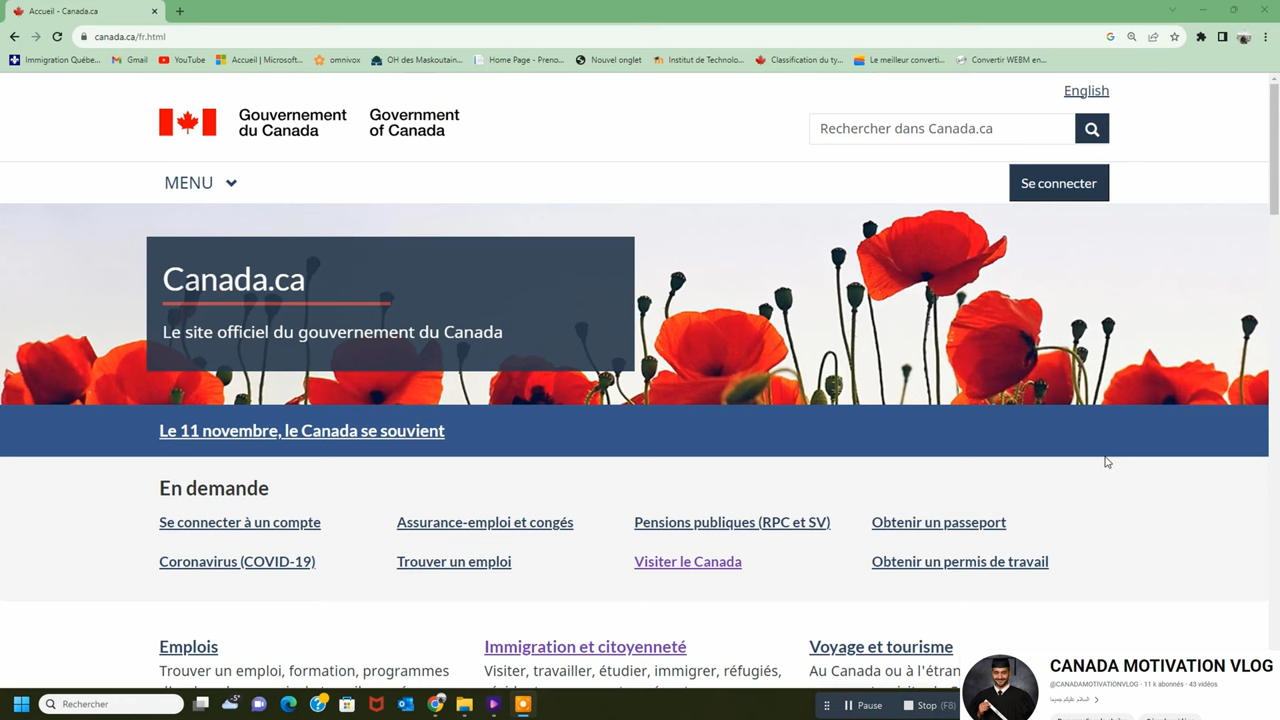 Accueil - Canada.ca
canada.ca/fr.html
Immigration Québe...
Gmail
YouTube
Accueil | Microsoft...
omnivox
OH des Maskoutain...
Home Page - Preno...
Nouvel onglet
Institut de Technolo...
Classification du ty...
Le meilleur converti...
Convertir WEBM en...
English
Gouvernement du Canada
Government of Canada
Rechercher dans Canada.ca
MENU
Se connecter
Canada.ca
Le site officiel du gouvernement du Canada
Le 11 novembre, le Canada se souvient
En demande
Se connecter à un compte
Assurance-emploi et congés
Pensions publiques (RPC et SV)
Obtenir un passeport
Coronavirus (COVID-19)
Trouver un emploi
Visiter le Canada
Obtenir un permis de travail
Emplois
Immigration et citoyenneté
Voyage et tourisme
Trouver un emploi, formation, programmes
Visiter, travailler, étudier, immigrer, réfugiés,
Au Canada ou à l'étran
CANADA MOTIVATION VLOG
@CANADAMOTIVATIONVLOG · 11 k abonnés · 43 vidéos
السلام عليكم جميعا
Rechercher
Pause
Stop (F8)